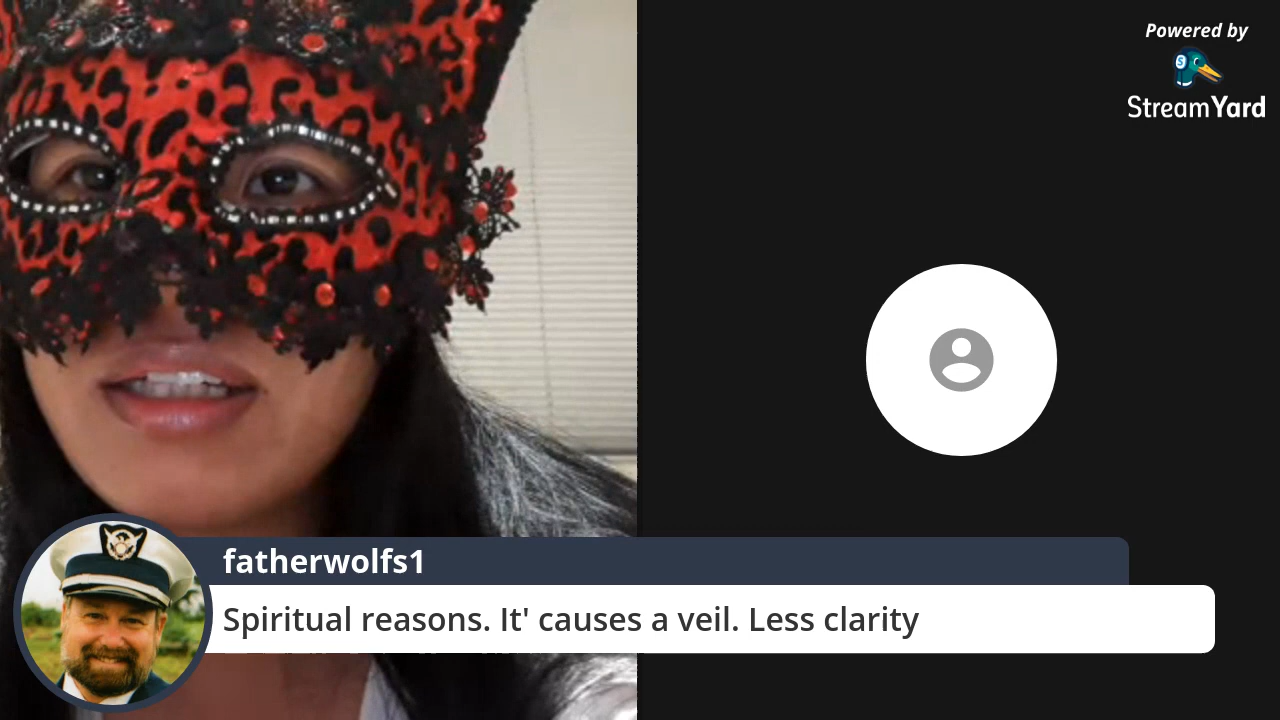 Powered by
StreamYard
fatherwolfs1
Spiritual reasons. It' causes a veil. Less clarity